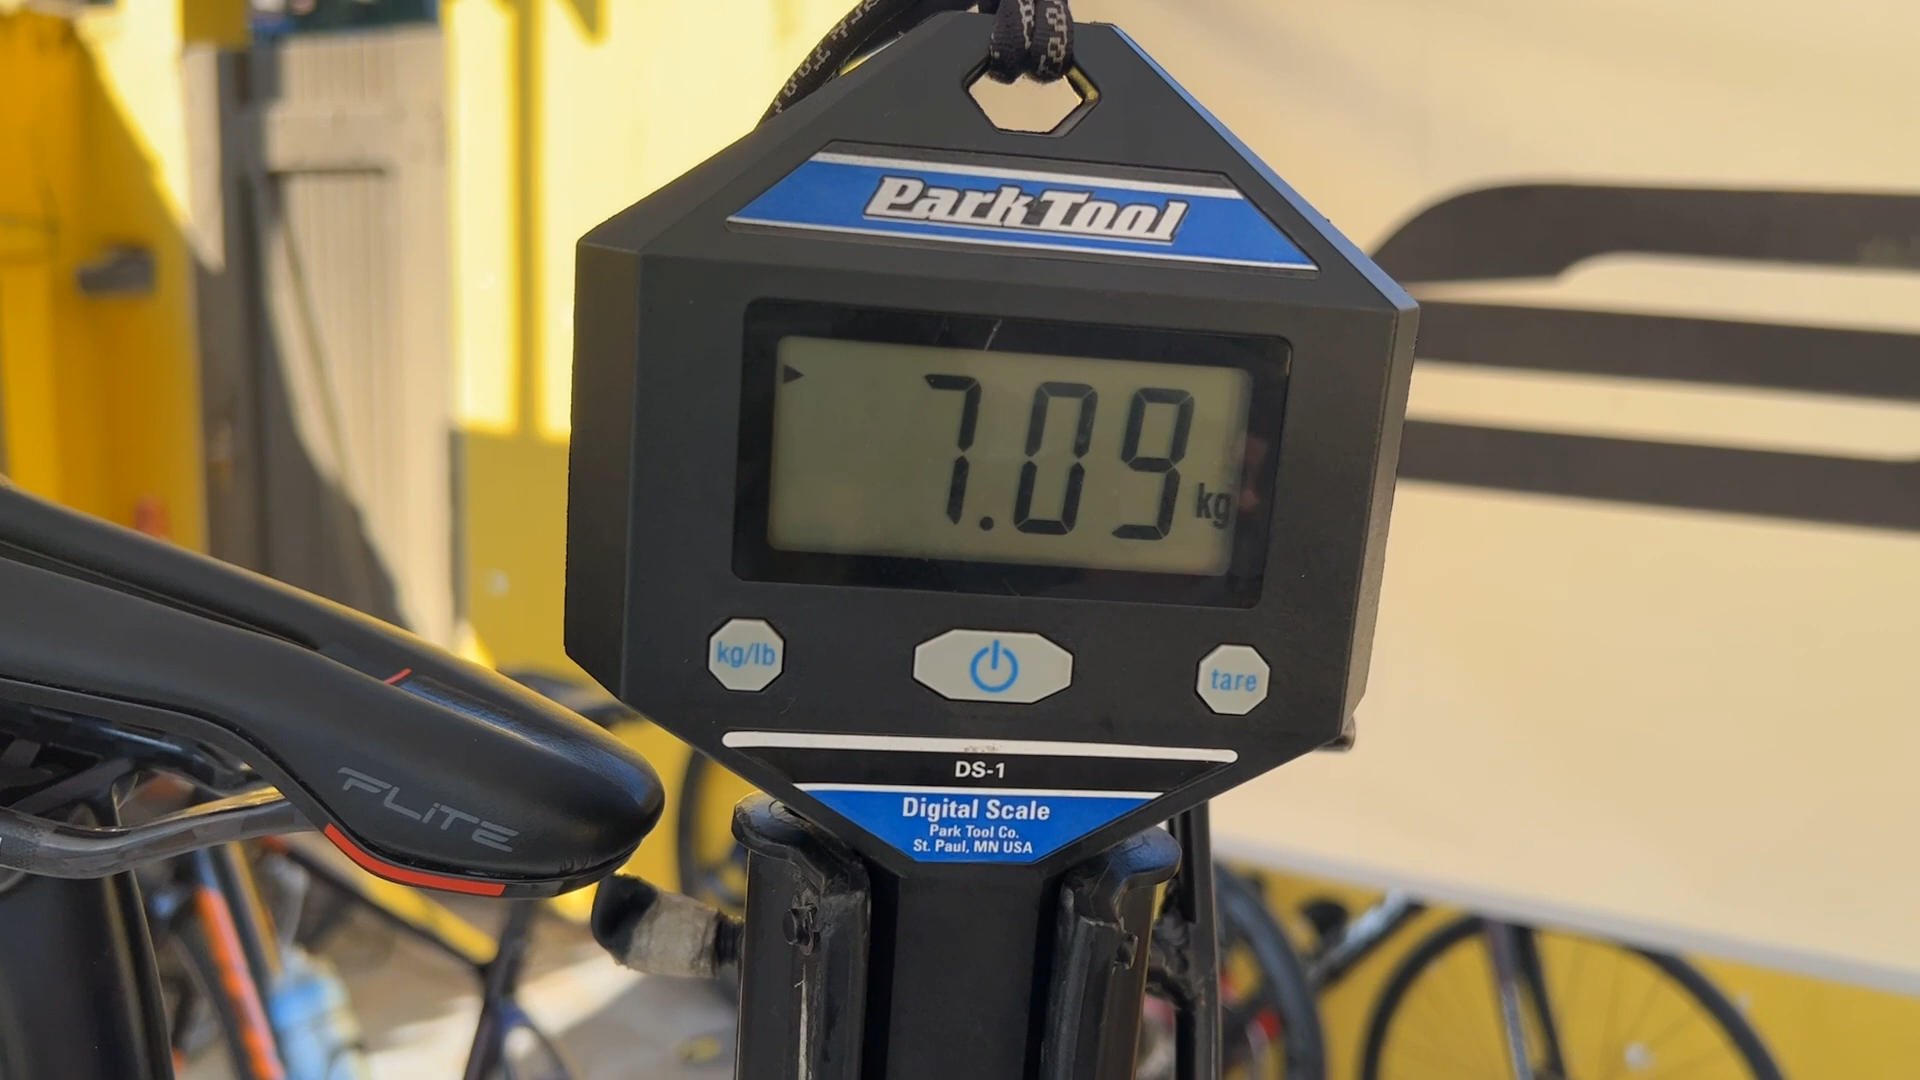 Park Tool
7.09 kg
kg/lb
tare
DS-1
Digital Scale
Park Tool Co.
St. Paul, MN USA
FLiTE